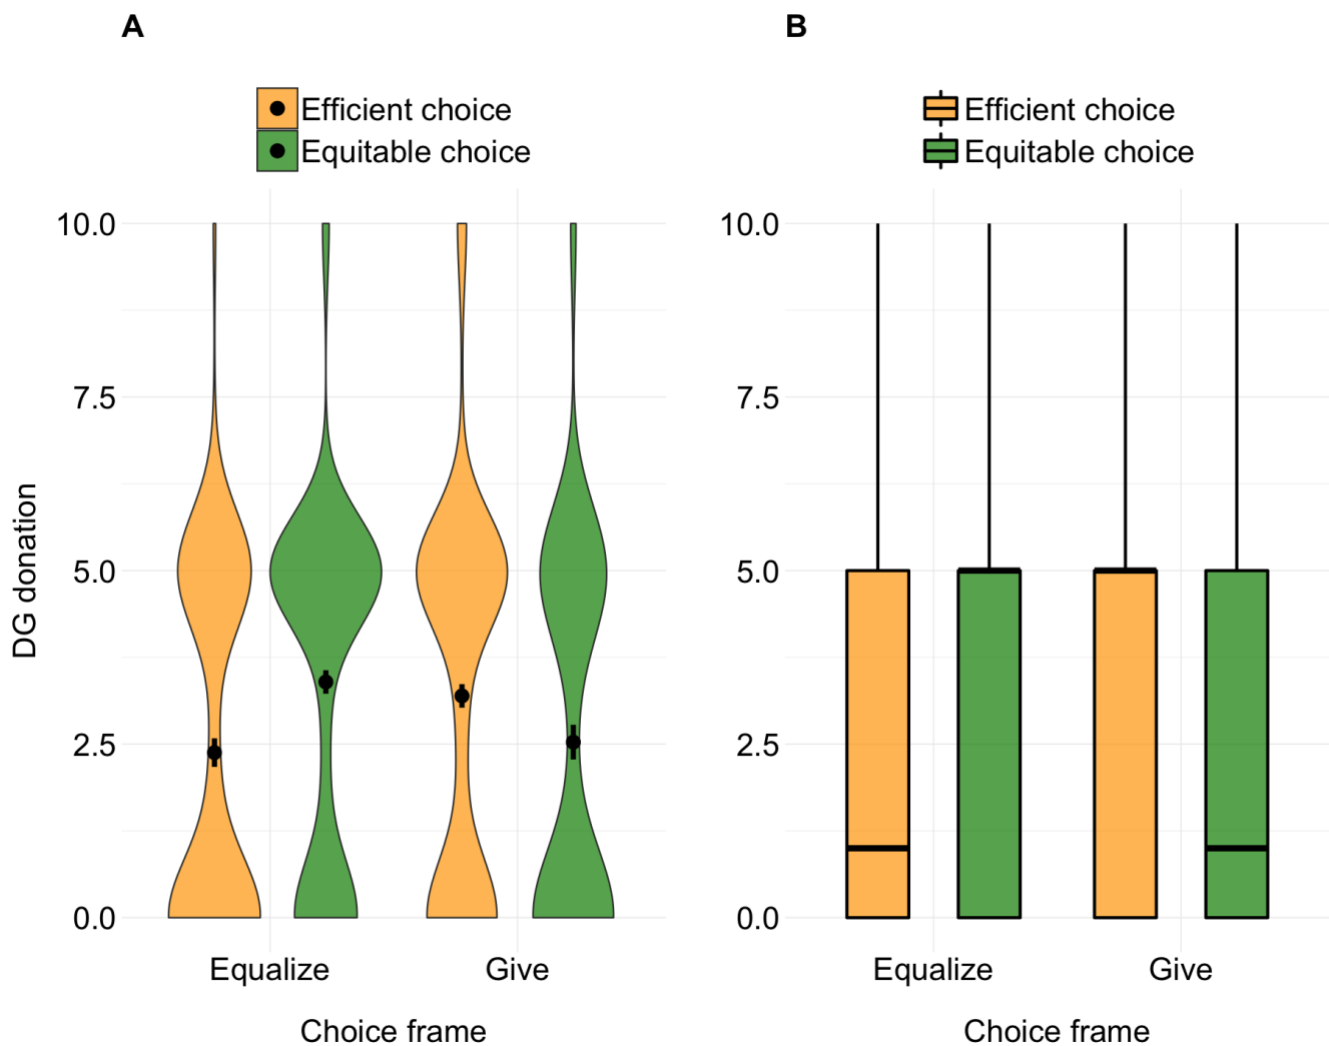 A
Efficient choice
Equitable choice
10.0
7.5
5.0
2.5
0.0
DG donation
Equalize
Give
Choice frame
B
Efficient choice
Equitable choice
10.0
7.5
5.0
2.5
0.0
Equalize
Give
Choice frame